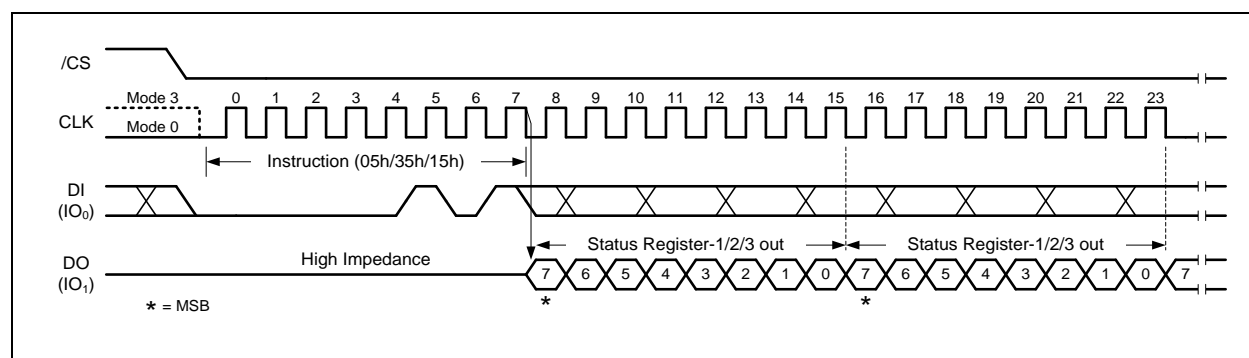 /CS
Mode 3 0 1 2 3 4 5 6 7 8 9 10 11 12 13 14 15 16 17 18 19 20 21 22 23
CLK Mode 0
Instruction (05h/35h/15h)
DI
(IO₀)
Status Register-1/2/3 out Status Register-1/2/3 out
High Impedance
DO 7 6 5 4 3 2 1 0 7 6 5 4 3 2 1 0 7
(IO₁)
* = MSB * *